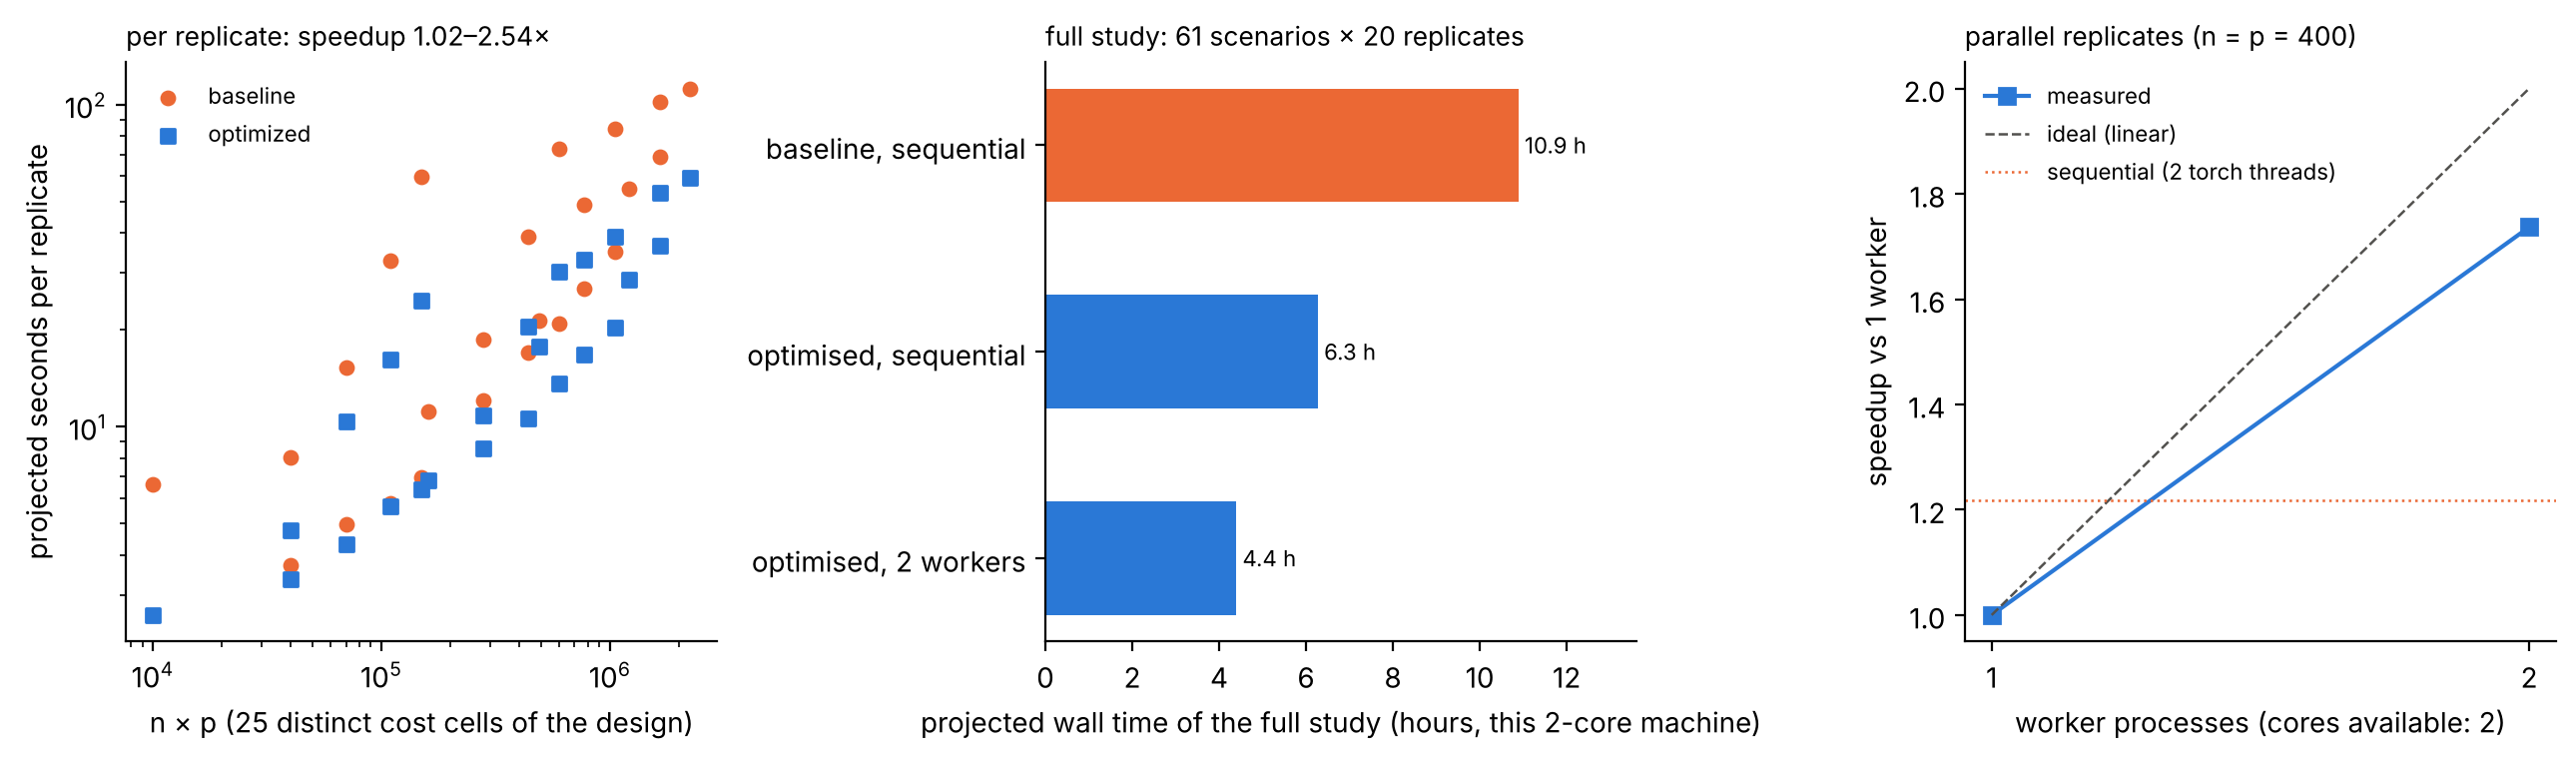 per replicate: speedup 1.02–2.54×
baseline
optimized
projected seconds per replicate
10²
10¹
10⁴ 10⁵ 10⁶
n × p (25 distinct cost cells of the design)
full study: 61 scenarios × 20 replicates
baseline, sequential
10.9 h
optimised, sequential
6.3 h
optimised, 2 workers
4.4 h
0 2 4 6 8 10 12
projected wall time of the full study (hours, this 2-core machine)
parallel replicates (n = p = 400)
measured
ideal (linear)
sequential (2 torch threads)
speedup vs 1 worker
2.0
1.8
1.6
1.4
1.2
1.0
1 2
worker processes (cores available: 2)